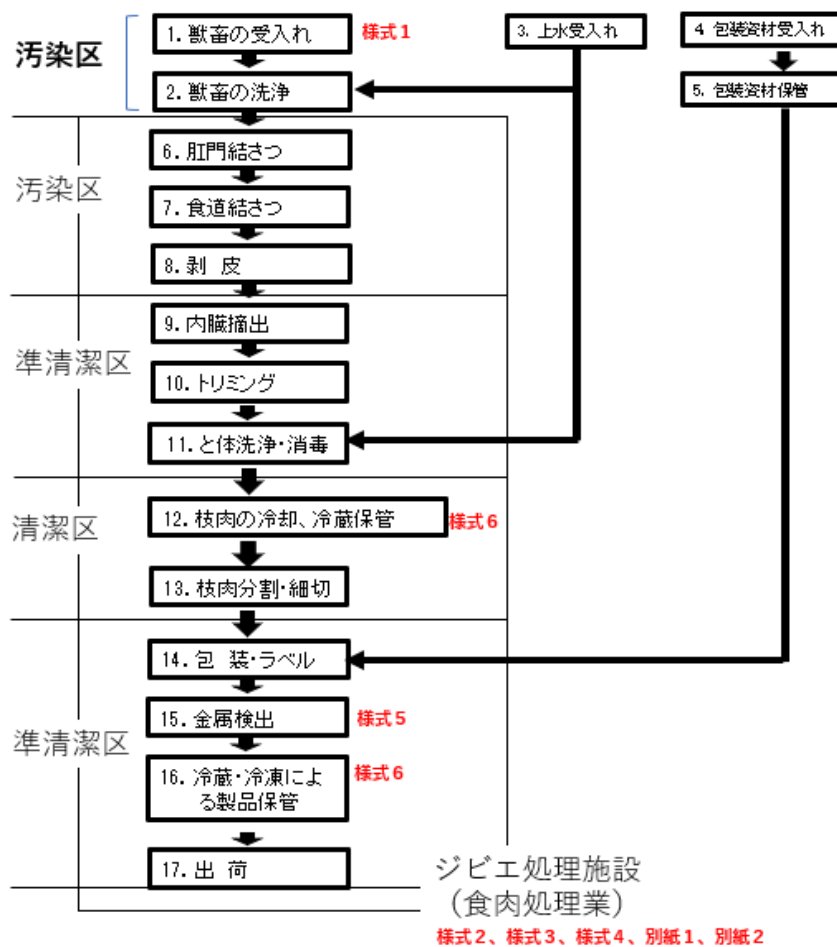 1. 獣畜の受入れ
様式1
3. 上水受入れ
4 包装資材受入れ
汚染区
2. 獣畜の洗浄
5. 包装資材保管
6. 肛門結さつ
汚染区
7. 食道結さつ
8. 剥 皮
9. 内臓摘出
準清潔区
10. トリミング
11. と体洗浄・消毒
12. 枝肉の冷却、冷蔵保管
様式6
清潔区
13. 枝肉分割・細切
14. 包 装・ラベル
15. 金属検出
様式5
準清潔区
16. 冷蔵・冷凍によ
る製品保管
様式6
17. 出 荷
ジビエ処理施設
（食肉処理業）
様式2、様式3、様式4、別紙1、別紙2